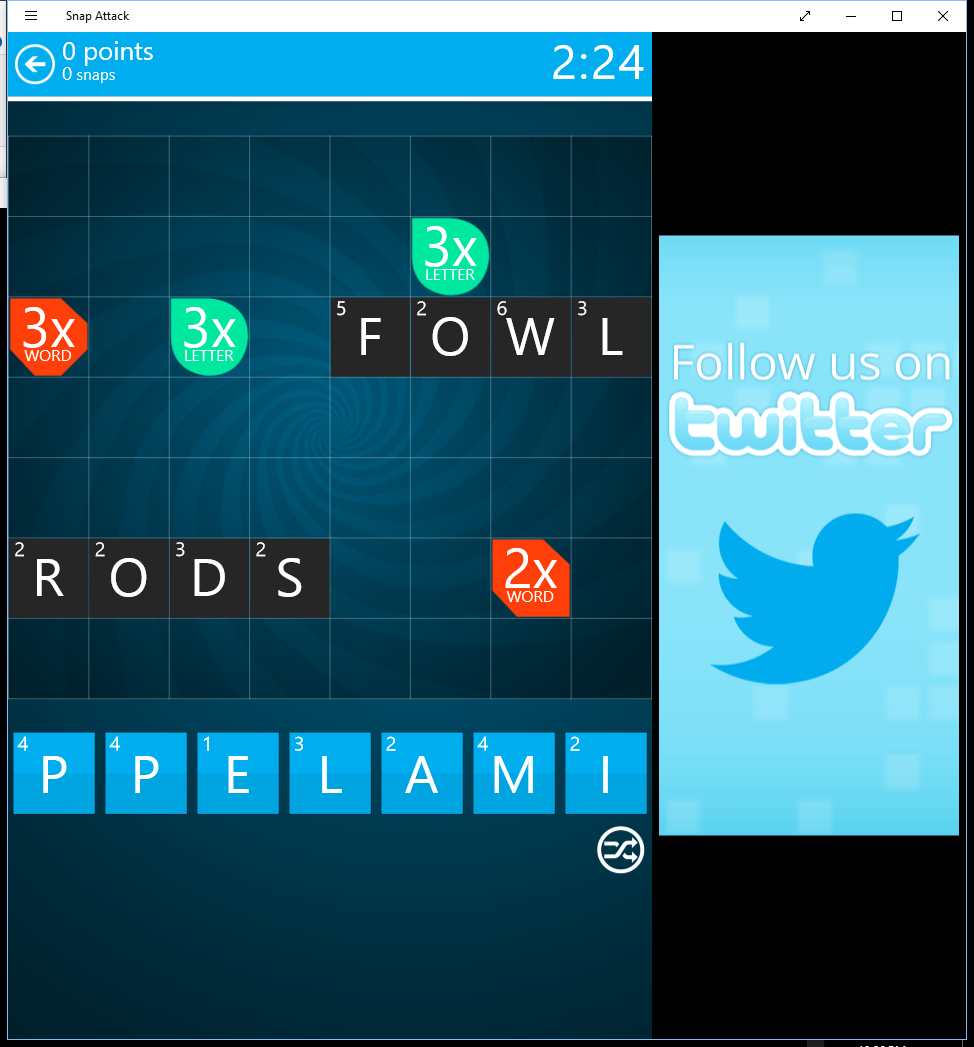 Snap Attack
0 points
0 snaps
2:24
3x
LETTER
3x
WORD
3x
LETTER
5 F 2 O 6 W 3 L
2 R 2 O 3 D 2 S
2x
WORD
4 P 4 P 1 E 3 L 2 A 4 M 2 I
Follow us on
twitter